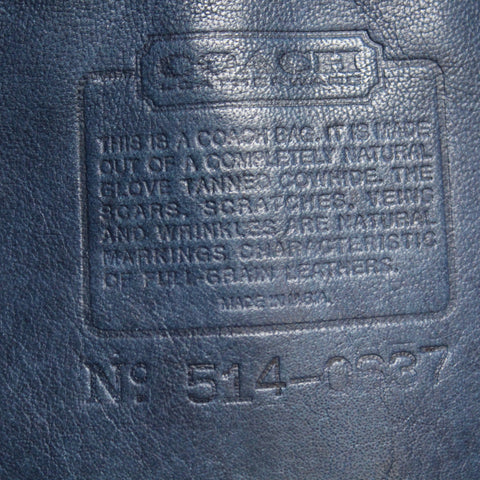 COACH
THIS IS A COACH BAG. IT IS MADE
OUT OF A COMPLETELY NATURAL
GLOVE TANNED COWHIDE. THE
SCARS, SCRATCHES, VEINS
AND WRINKLES ARE NATURAL
MARKINGS CHARACTERISTIC
OF FULL-GRAIN LEATHERS.
MADE IN U.S.A.
No 514-0337